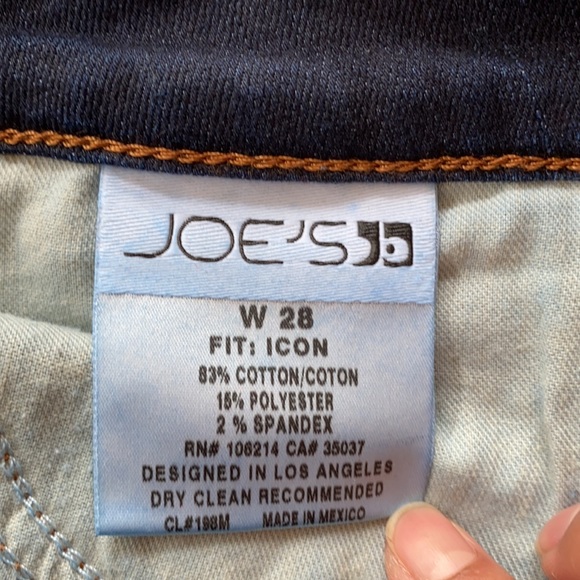 JOE'S
W 28
FIT: ICON
83% COTTON/COTON
15% POLYESTER
2 % SPANDEX
RN# 106214 CA# 35037
DESIGNED IN LOS ANGELES
DRY CLEAN RECOMMENDED
CL#198M MADE IN MEXICO